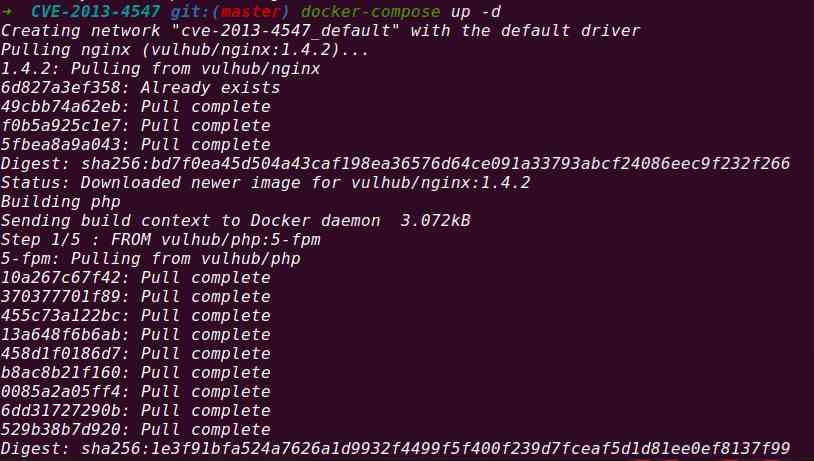 → CVE-2013-4547 git:(master) docker-compose up -d
Creating network "cve-2013-4547_default" with the default driver
Pulling nginx (vulhub/nginx:1.4.2)...
1.4.2: Pulling from vulhub/nginx
6d827a3ef358: Already exists
49cbb74a62eb: Pull complete
f0b5a925c1e7: Pull complete
5fbea8a9a043: Pull complete
Digest: sha256:bd7f0ea45d504a43caf198ea36576d64ce091a33793abcf24086eec9f232f266
Status: Downloaded newer image for vulhub/nginx:1.4.2
Building php
Sending build context to Docker daemon  3.072kB
Step 1/5 : FROM vulhub/php:5-fpm
5-fpm: Pulling from vulhub/php
10a267c67f42: Pull complete
370377701f89: Pull complete
455c73a122bc: Pull complete
13a648f6b6ab: Pull complete
458d1f0186d7: Pull complete
b8ac8b21f160: Pull complete
0085a2a05ff4: Pull complete
6dd31727290b: Pull complete
529b38b7d920: Pull complete
Digest: sha256:1e3f91bfa524a7626a1d9932f4499f5f400f239d7fceaf5d1d81ee0ef8137f99